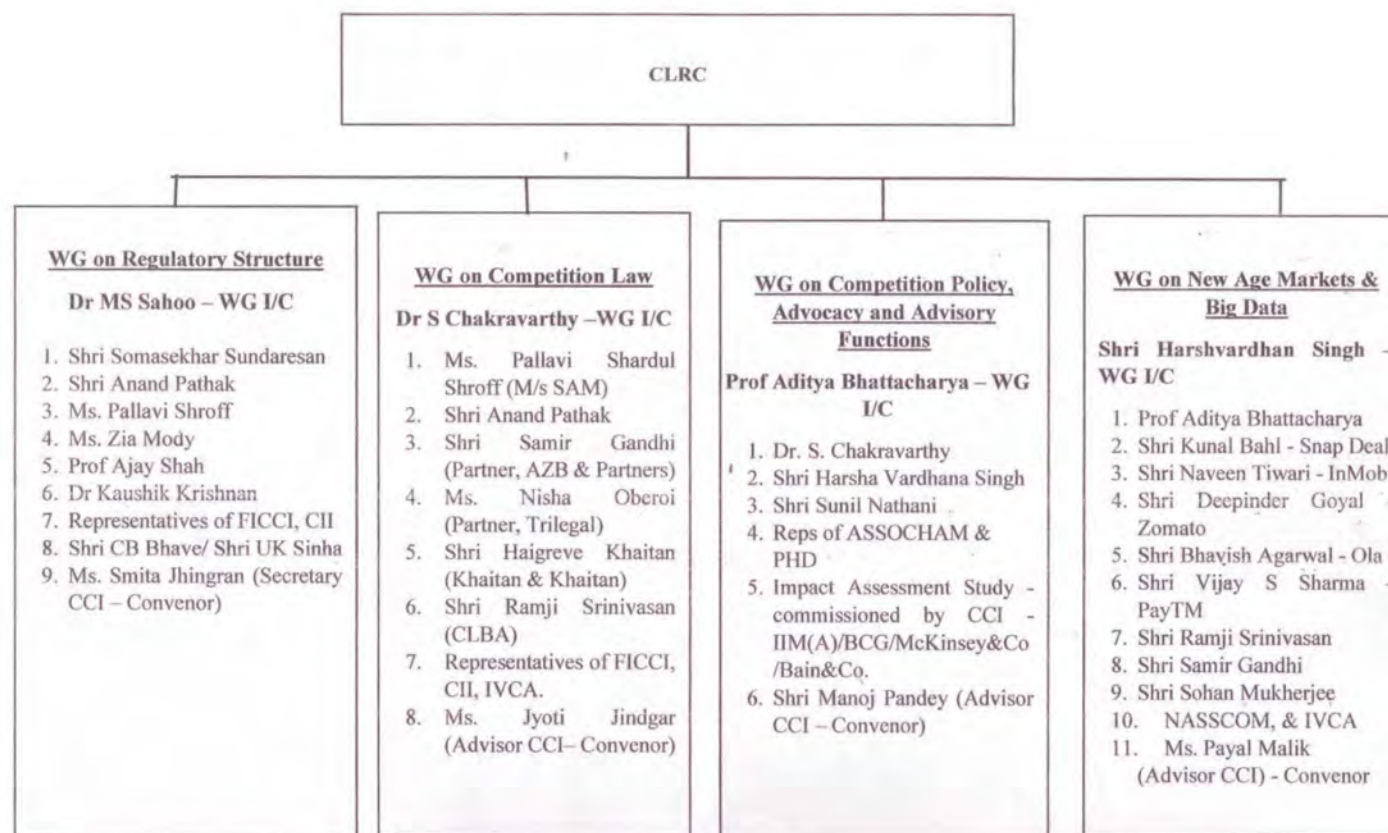 CLRC
WG on Regulatory Structure
Dr MS Sahoo – WG I/C
1. Shri Somasekhar Sundaresan
2. Shri Anand Pathak
3. Ms. Pallavi Shroff
4. Ms. Zia Mody
5. Prof Ajay Shah
6. Dr Kaushik Krishnan
7. Representatives of FICCI, CII
8. Shri CB Bhave/ Shri UK Sinha
9. Ms. Smita Jhingran (Secretary
CCI – Convenor)
WG on Competition Law
Dr S Chakravarthy –WG I/C
1. Ms. Pallavi Shardul
Shroff (M/s SAM)
2. Shri Anand Pathak
3. Shri Samir Gandhi
(Partner, AZB & Partners)
4. Ms. Nisha Oberoi
(Partner, Trilegal)
5. Shri Haigreve Khaitan
(Khaitan & Khaitan)
6. Shri Ramji Srinivasan
(CLBA)
7. Representatives of FICCI,
CII, IVCA.
8. Ms. Jyoti Jindgar
(Advisor CCI– Convenor)
WG on Competition Policy,
Advocacy and Advisory
Functions
Prof Aditya Bhattacharya – WG
I/C
1. Dr. S. Chakravarthy
2. Shri Harsha Vardhana Singh
3. Shri Sunil Nathani
4. Reps of ASSOCHAM &
PHD
5. Impact Assessment Study -
commissioned by CCI -
IIM(A)/BCG/McKinsey&Co
/Bain&Co.
6. Shri Manoj Pandey (Advisor
CCI – Convenor)
WG on New Age Markets &
Big Data
Shri Harshvardhan Singh –
WG I/C
1. Prof Aditya Bhattacharya
2. Shri Kunal Bahl - Snap Deal
3. Shri Naveen Tiwari - InMob
4. Shri Deepinder Goyal -
Zomato
5. Shri Bhavish Agarwal - Ola
6. Shri Vijay S Sharma -
PayTM
7. Shri Ramji Srinivasan
8. Shri Samir Gandhi
9. Shri Sohan Mukherjee
10. NASSCOM, & IVCA
11. Ms. Payal Malik
(Advisor CCI) - Convenor